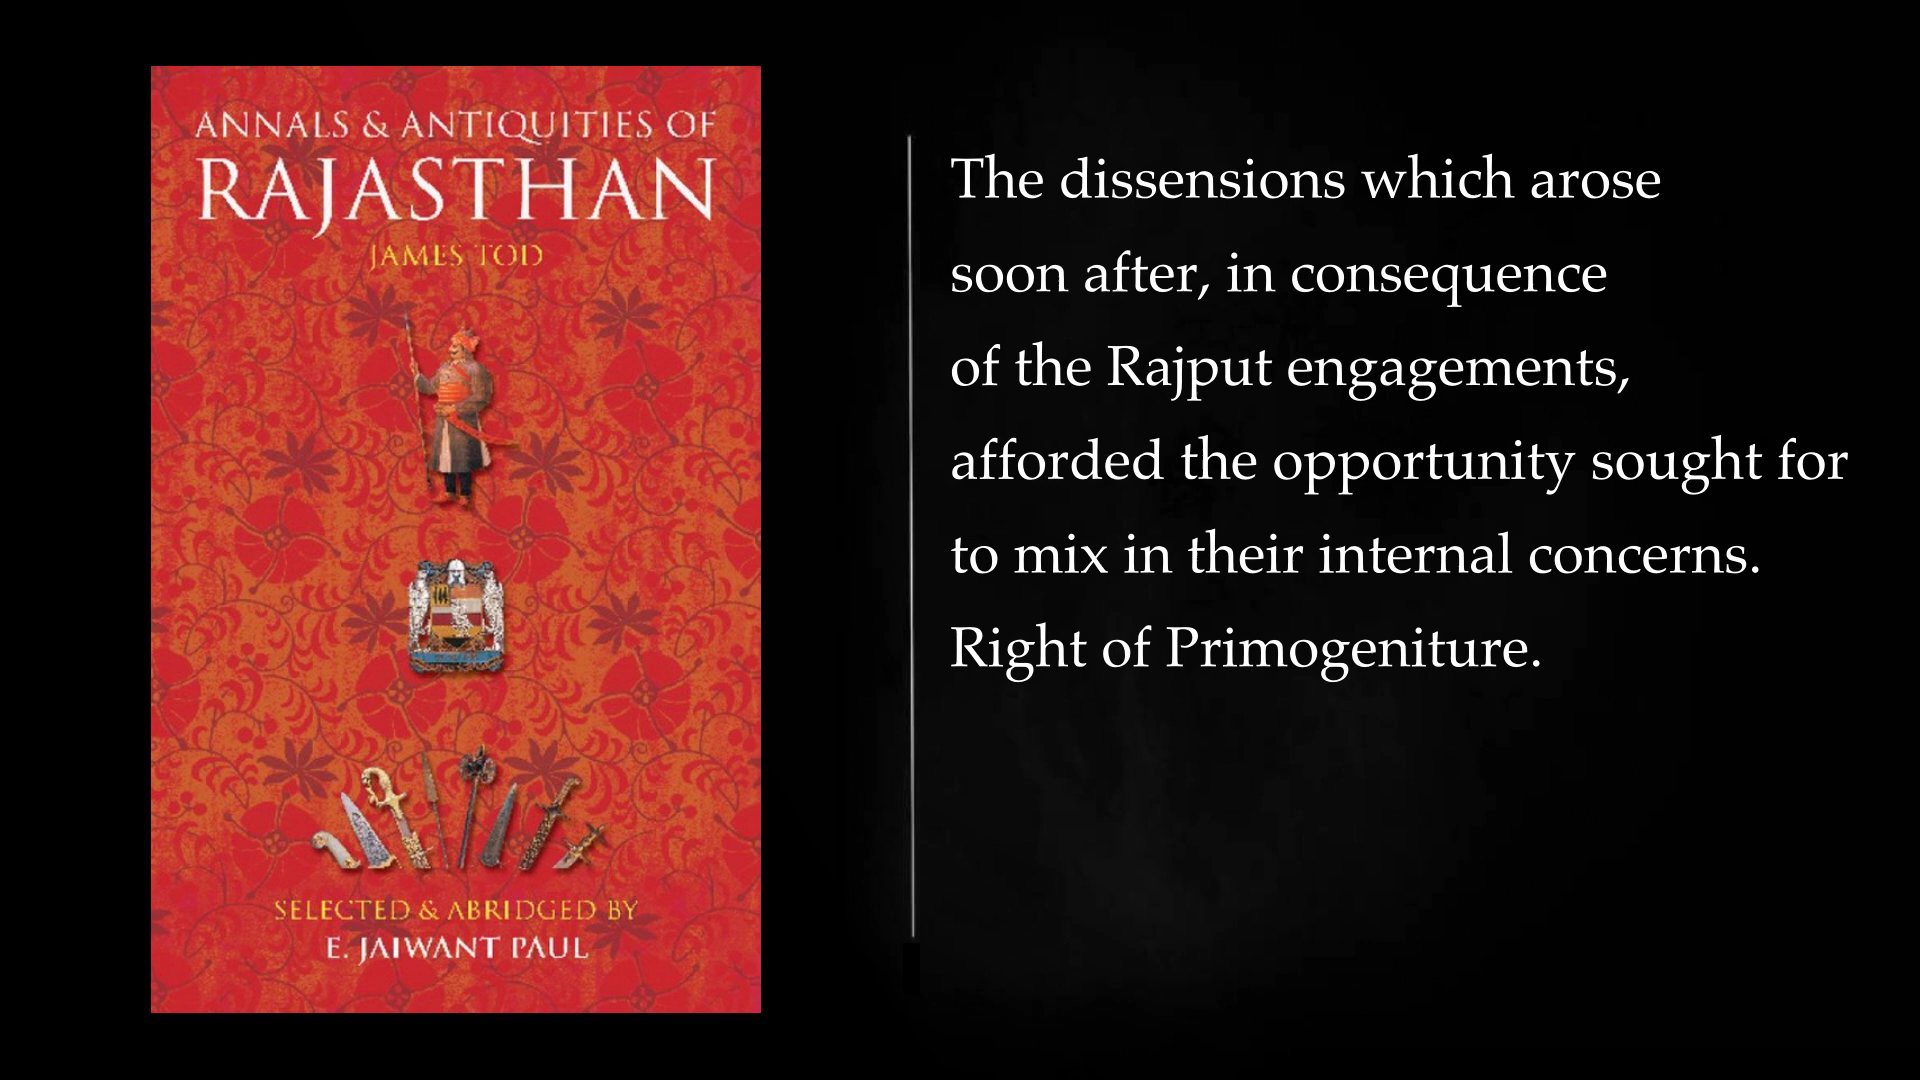 ANNALS & ANTIQUITIES OF
RAJASTHAN
JAMES TOD
SELECTED & ABRIDGED BY
E. JAIWANT PAUL
The dissensions which arose
soon after, in consequence
of the Rajput engagements,
afforded the opportunity sought for
to mix in their internal concerns.
Right of Primogeniture.